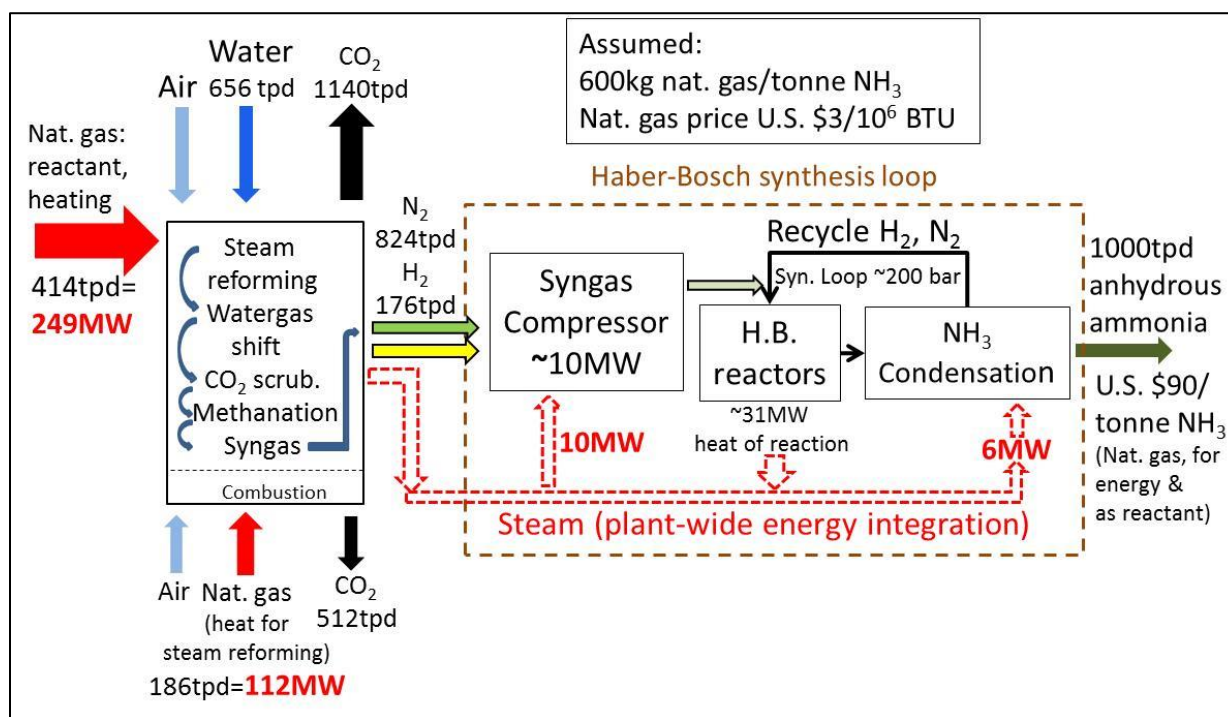 Assumed:
600kg nat. gas/tonne NH₃
Nat. gas price U.S. $3/10⁶ BTU
Air
Water
656 tpd
CO₂
1140tpd
Nat. gas:
reactant,
heating
414tpd=
249MW
Steam
reforming
Watergas
shift
CO₂ scrub.
Methanation
Syngas
Combustion
Air
Nat. gas
(heat for
steam reforming)
186tpd=112MW
CO₂
512tpd
N₂
824tpd
H₂
176tpd
Haber-Bosch synthesis loop
Syngas
Compressor
~10MW
Recycle H₂, N₂
Syn. Loop ~200 bar
H.B.
reactors
~31MW
heat of reaction
NH₃
Condensation
10MW
6MW
Steam (plant-wide energy integration)
1000tpd
anhydrous
ammonia
U.S. $90/
tonne NH₃
(Nat. gas, for
energy &
as reactant)